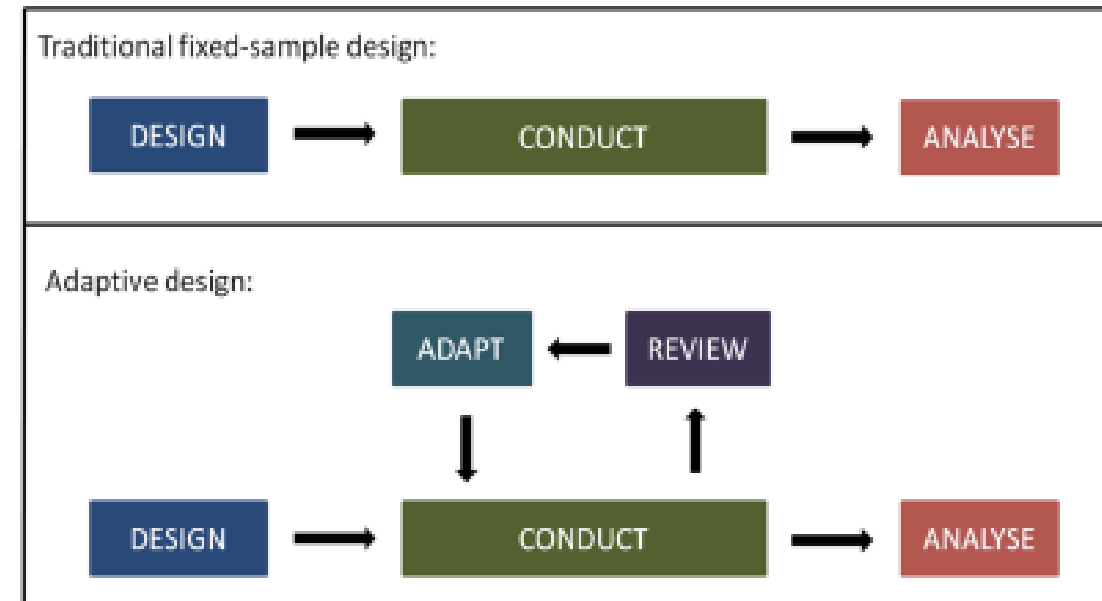 Traditional fixed-sample design:
DESIGN CONDUCT ANALYSE
Adaptive design:
ADAPT REVIEW
DESIGN CONDUCT ANALYSE